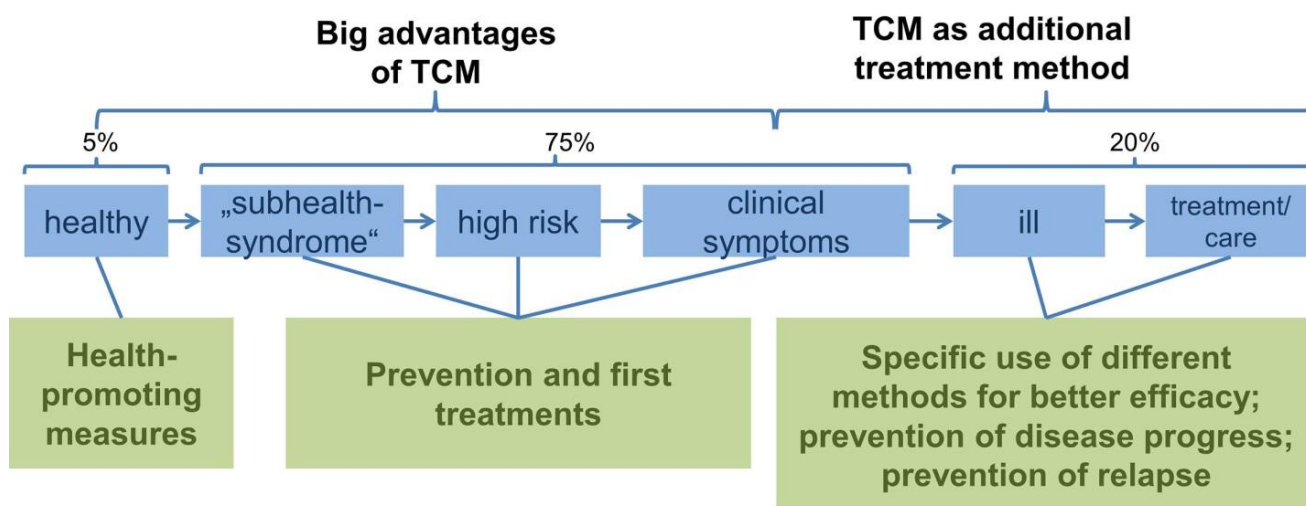 Big advantages
of TCM
TCM as additional
treatment method
5%
75%
20%
healthy
„subhealth-
syndrome“
high risk
clinical
symptoms
ill
treatment/
care
Health-
promoting
measures
Prevention and first
treatments
Specific use of different
methods for better efficacy;
prevention of disease progress;
prevention of relapse